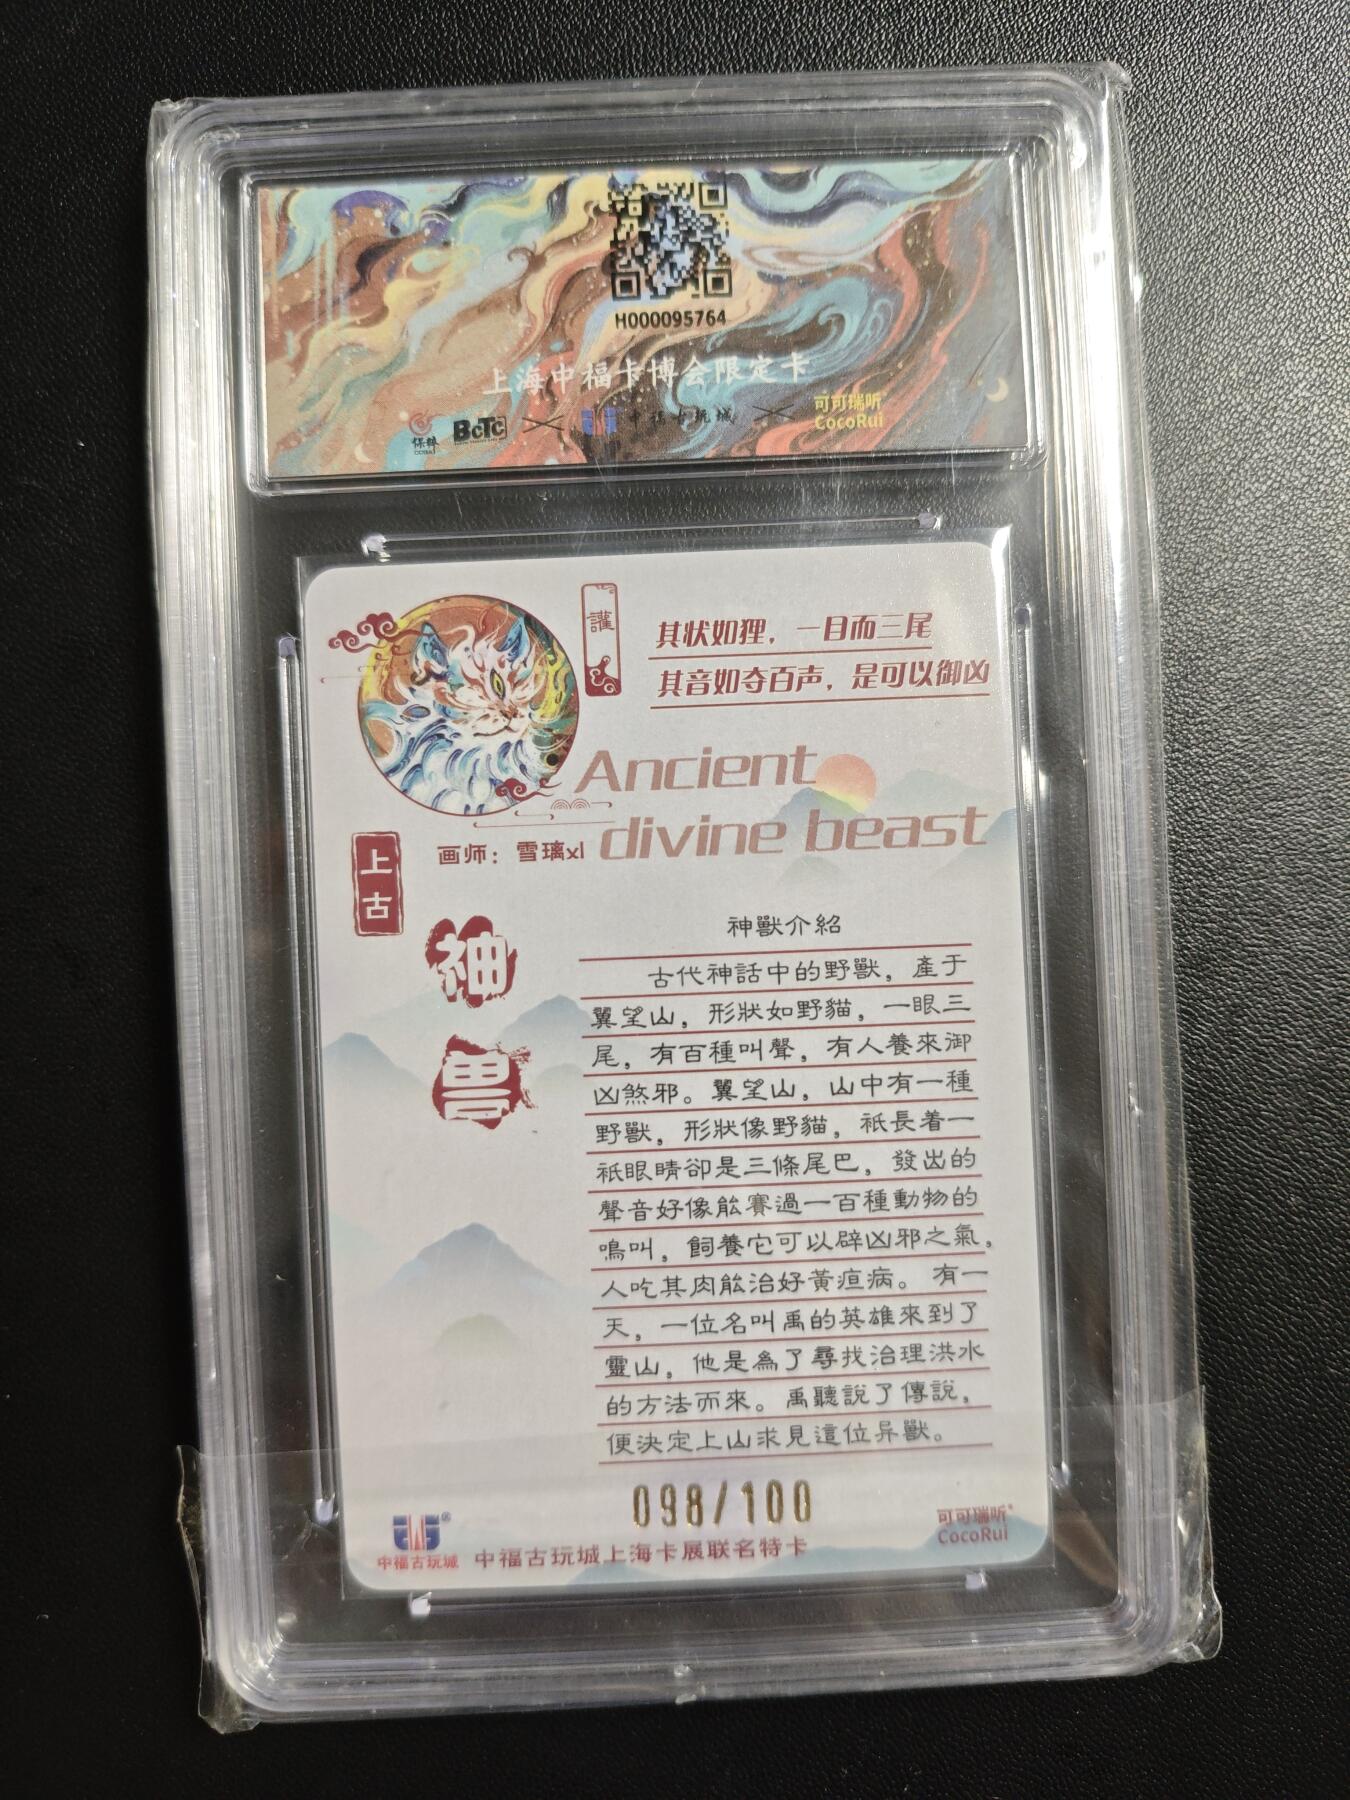 H000095764
上海中福卡博会限定卡
保粹 BCTC × 中福古玩城 × 可可瑞听
CocoRui
讙
其状如狸，一目而三尾
其音如夺百声，是可以御凶
Ancient
divine beast
画师：雪璃xl
上古
神兽
神獸介紹
古代神話中的野獸，產于
翼望山，形狀如野貓，一眼三
尾，有百種叫聲，有人養來御
凶煞邪。翼望山，山中有一種
野獸，形狀像野貓，衹長着一
衹眼睛卻是三條尾巴，發出的
聲音好像能賽過一百種動物的
鳴叫，飼養它可以辟凶邪之氣，
人吃其肉能治好黃疸病。有一
天，一位名叫禹的英雄來到了
靈山，他是為了尋找治理洪水
的方法而來。禹聽說了傳說，
便決定上山求見這位异獸。
098/100
中福古玩城 中福古玩城上海卡展联名特卡
可可瑞听
CocoRui